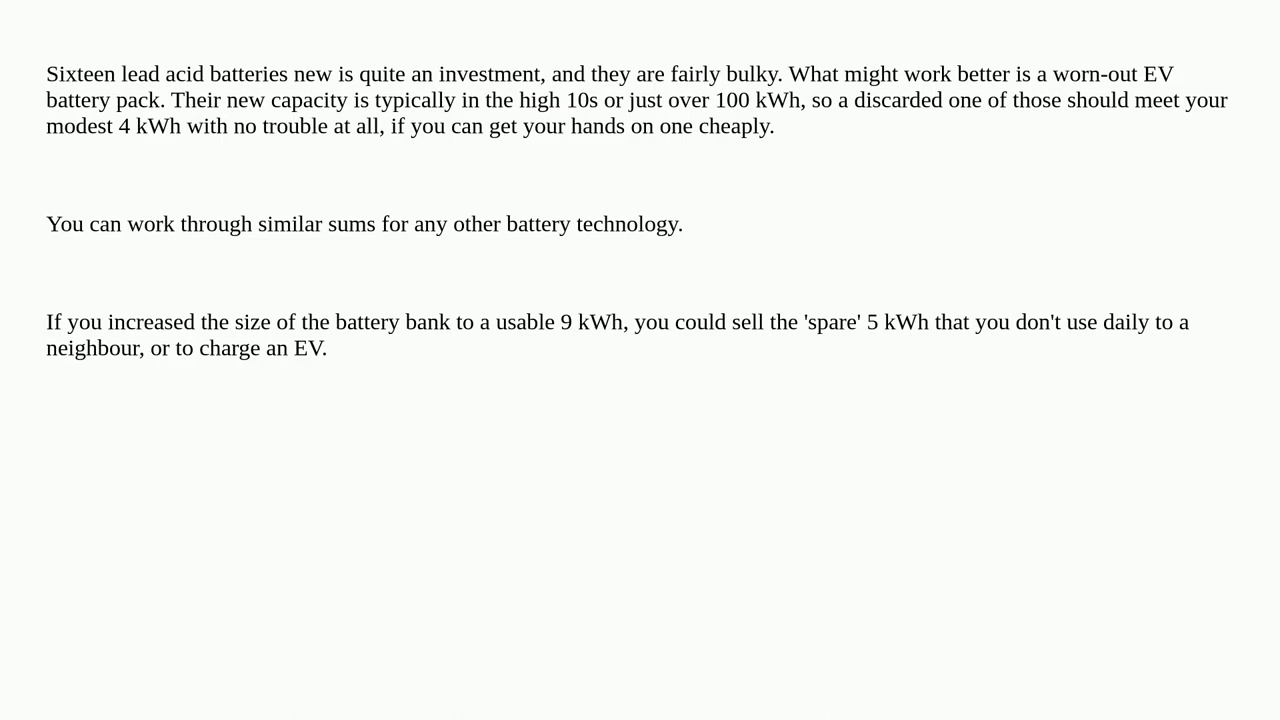 Sixteen lead acid batteries new is quite an investment, and they are fairly bulky. What might work better is a worn-out EV
battery pack. Their new capacity is typically in the high 10s or just over 100 kWh, so a discarded one of those should meet your
modest 4 kWh with no trouble at all, if you can get your hands on one cheaply.
You can work through similar sums for any other battery technology.
If you increased the size of the battery bank to a usable 9 kWh, you could sell the 'spare' 5 kWh that you don't use daily to a
neighbour, or to charge an EV.